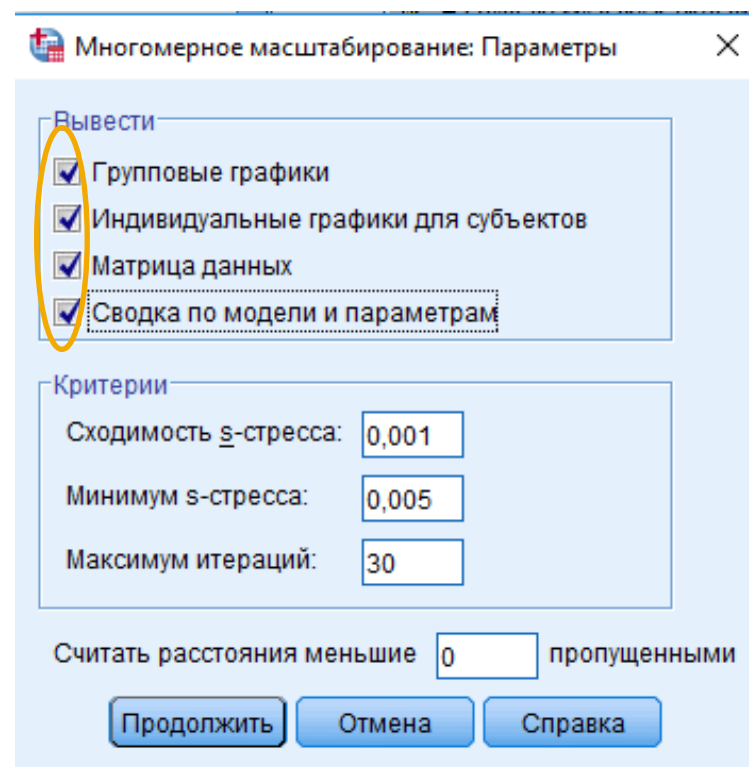 Многомерное масштабирование: Параметры
Вывести
Групповые графики
Индивидуальные графики для субъектов
Матрица данных
Сводка по модели и параметрам
Критерии
Сходимость s-стресса: 0,001
Минимум s-стресса: 0,005
Максимум итераций: 30
Считать расстояния меньшие 0 пропущенными
Продолжить Отмена Справка